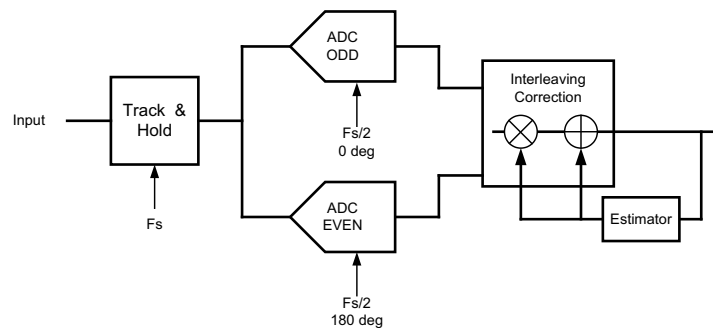 Input
Track & 
Hold
Fs
ADC
ODD
Fs/2
0 deg
ADC
EVEN
Fs/2
180 deg
Interleaving
Correction
Estimator